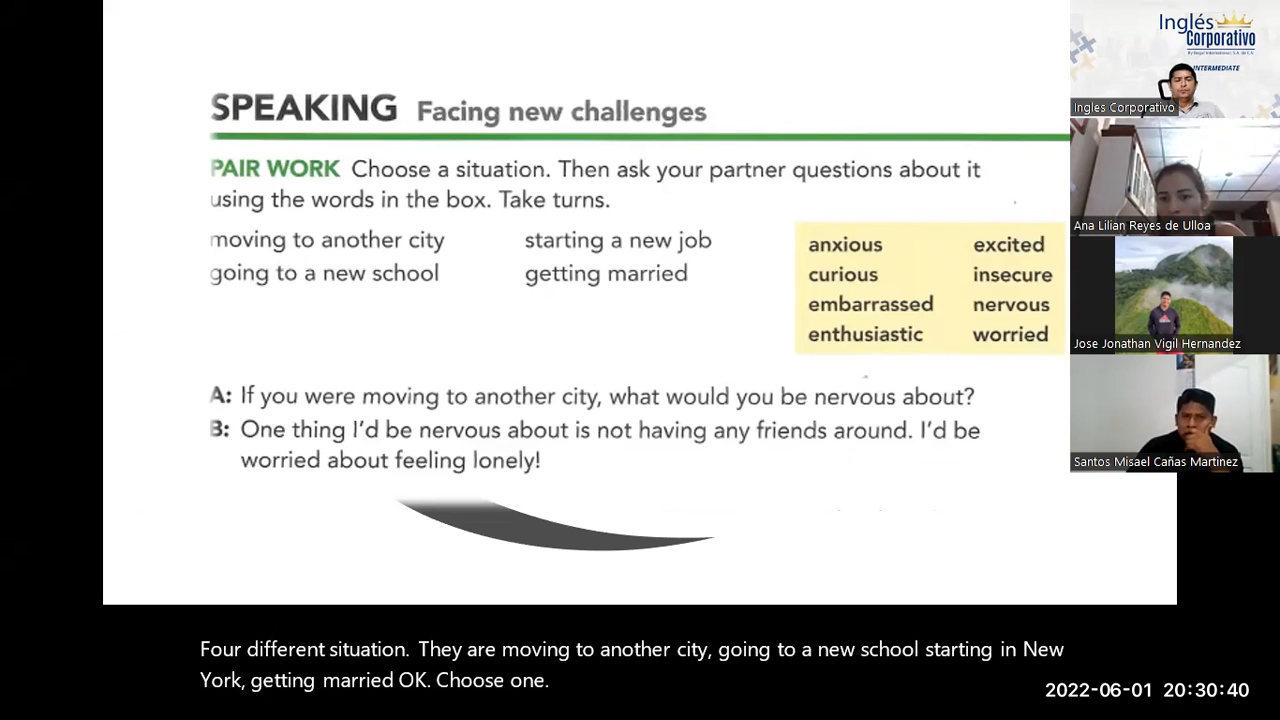 SPEAKING Facing new challenges
PAIR WORK Choose a situation. Then ask your partner questions about it
using the words in the box. Take turns.
moving to another city starting a new job
going to a new school getting married
anxious excited
curious insecure
embarrassed nervous
enthusiastic worried
A: If you were moving to another city, what would you be nervous about?
B: One thing I'd be nervous about is not having any friends around. I'd be
worried about feeling lonely!
Inglés
Corporativo
INTERMEDIATE
Ingles Corporativo
Ana Lilian Reyes de Ulloa
Jose Jonathan Vigil Hernandez
Santos Misael Cañas Martinez
Four different situation. They are moving to another city, going to a new school starting in New
York, getting married OK. Choose one.
2022-06-01 20:30:40